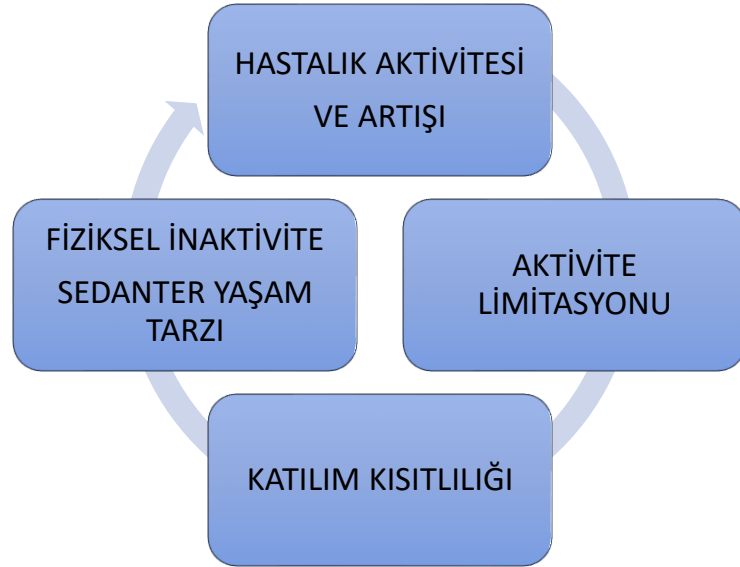 HASTALIK AKTİVİTESİ
VE ARTIŞI
AKTİVİTE
LİMİTASYONU
KATILIM KISITLILIĞI
FİZİKSEL İNAKTİVİTE
SEDANTER YAŞAM
TARZI